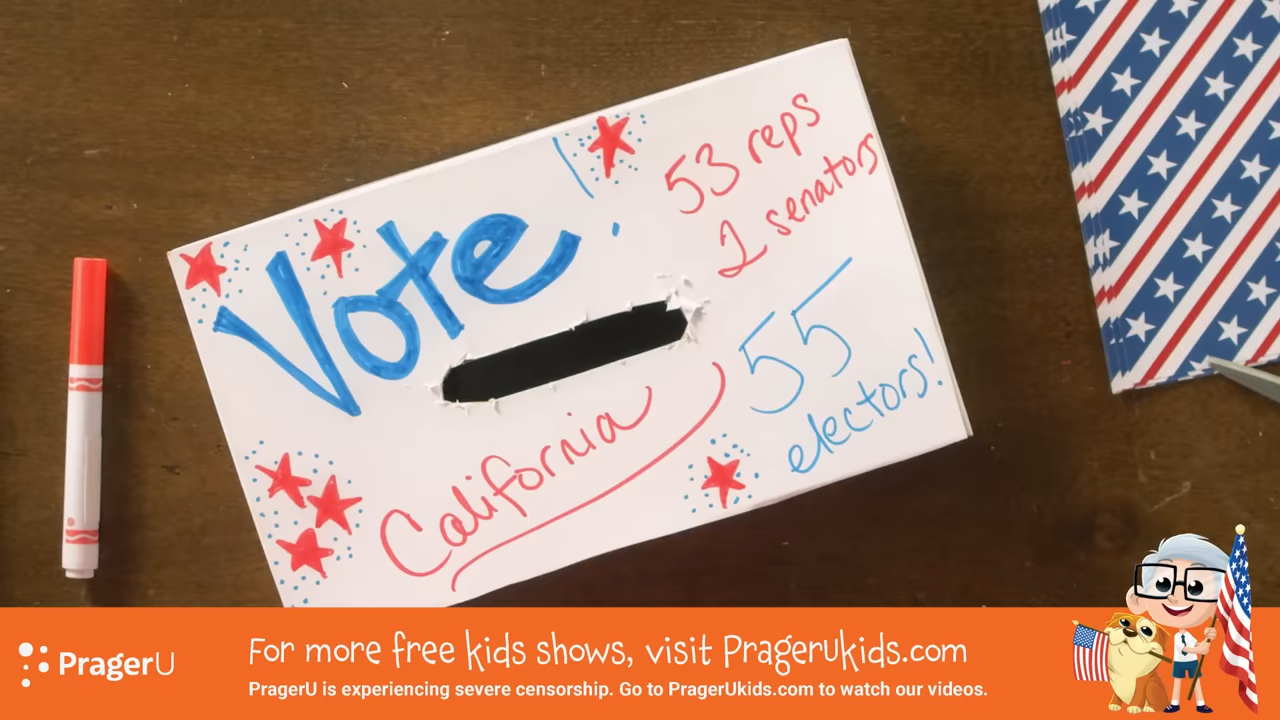 Vote!
53 reps
2 senators
55
electors!
California
PragerU
For more free kids shows, visit Pragerukids.com
PragerU is experiencing severe censorship. Go to PragerUkids.com to watch our videos.